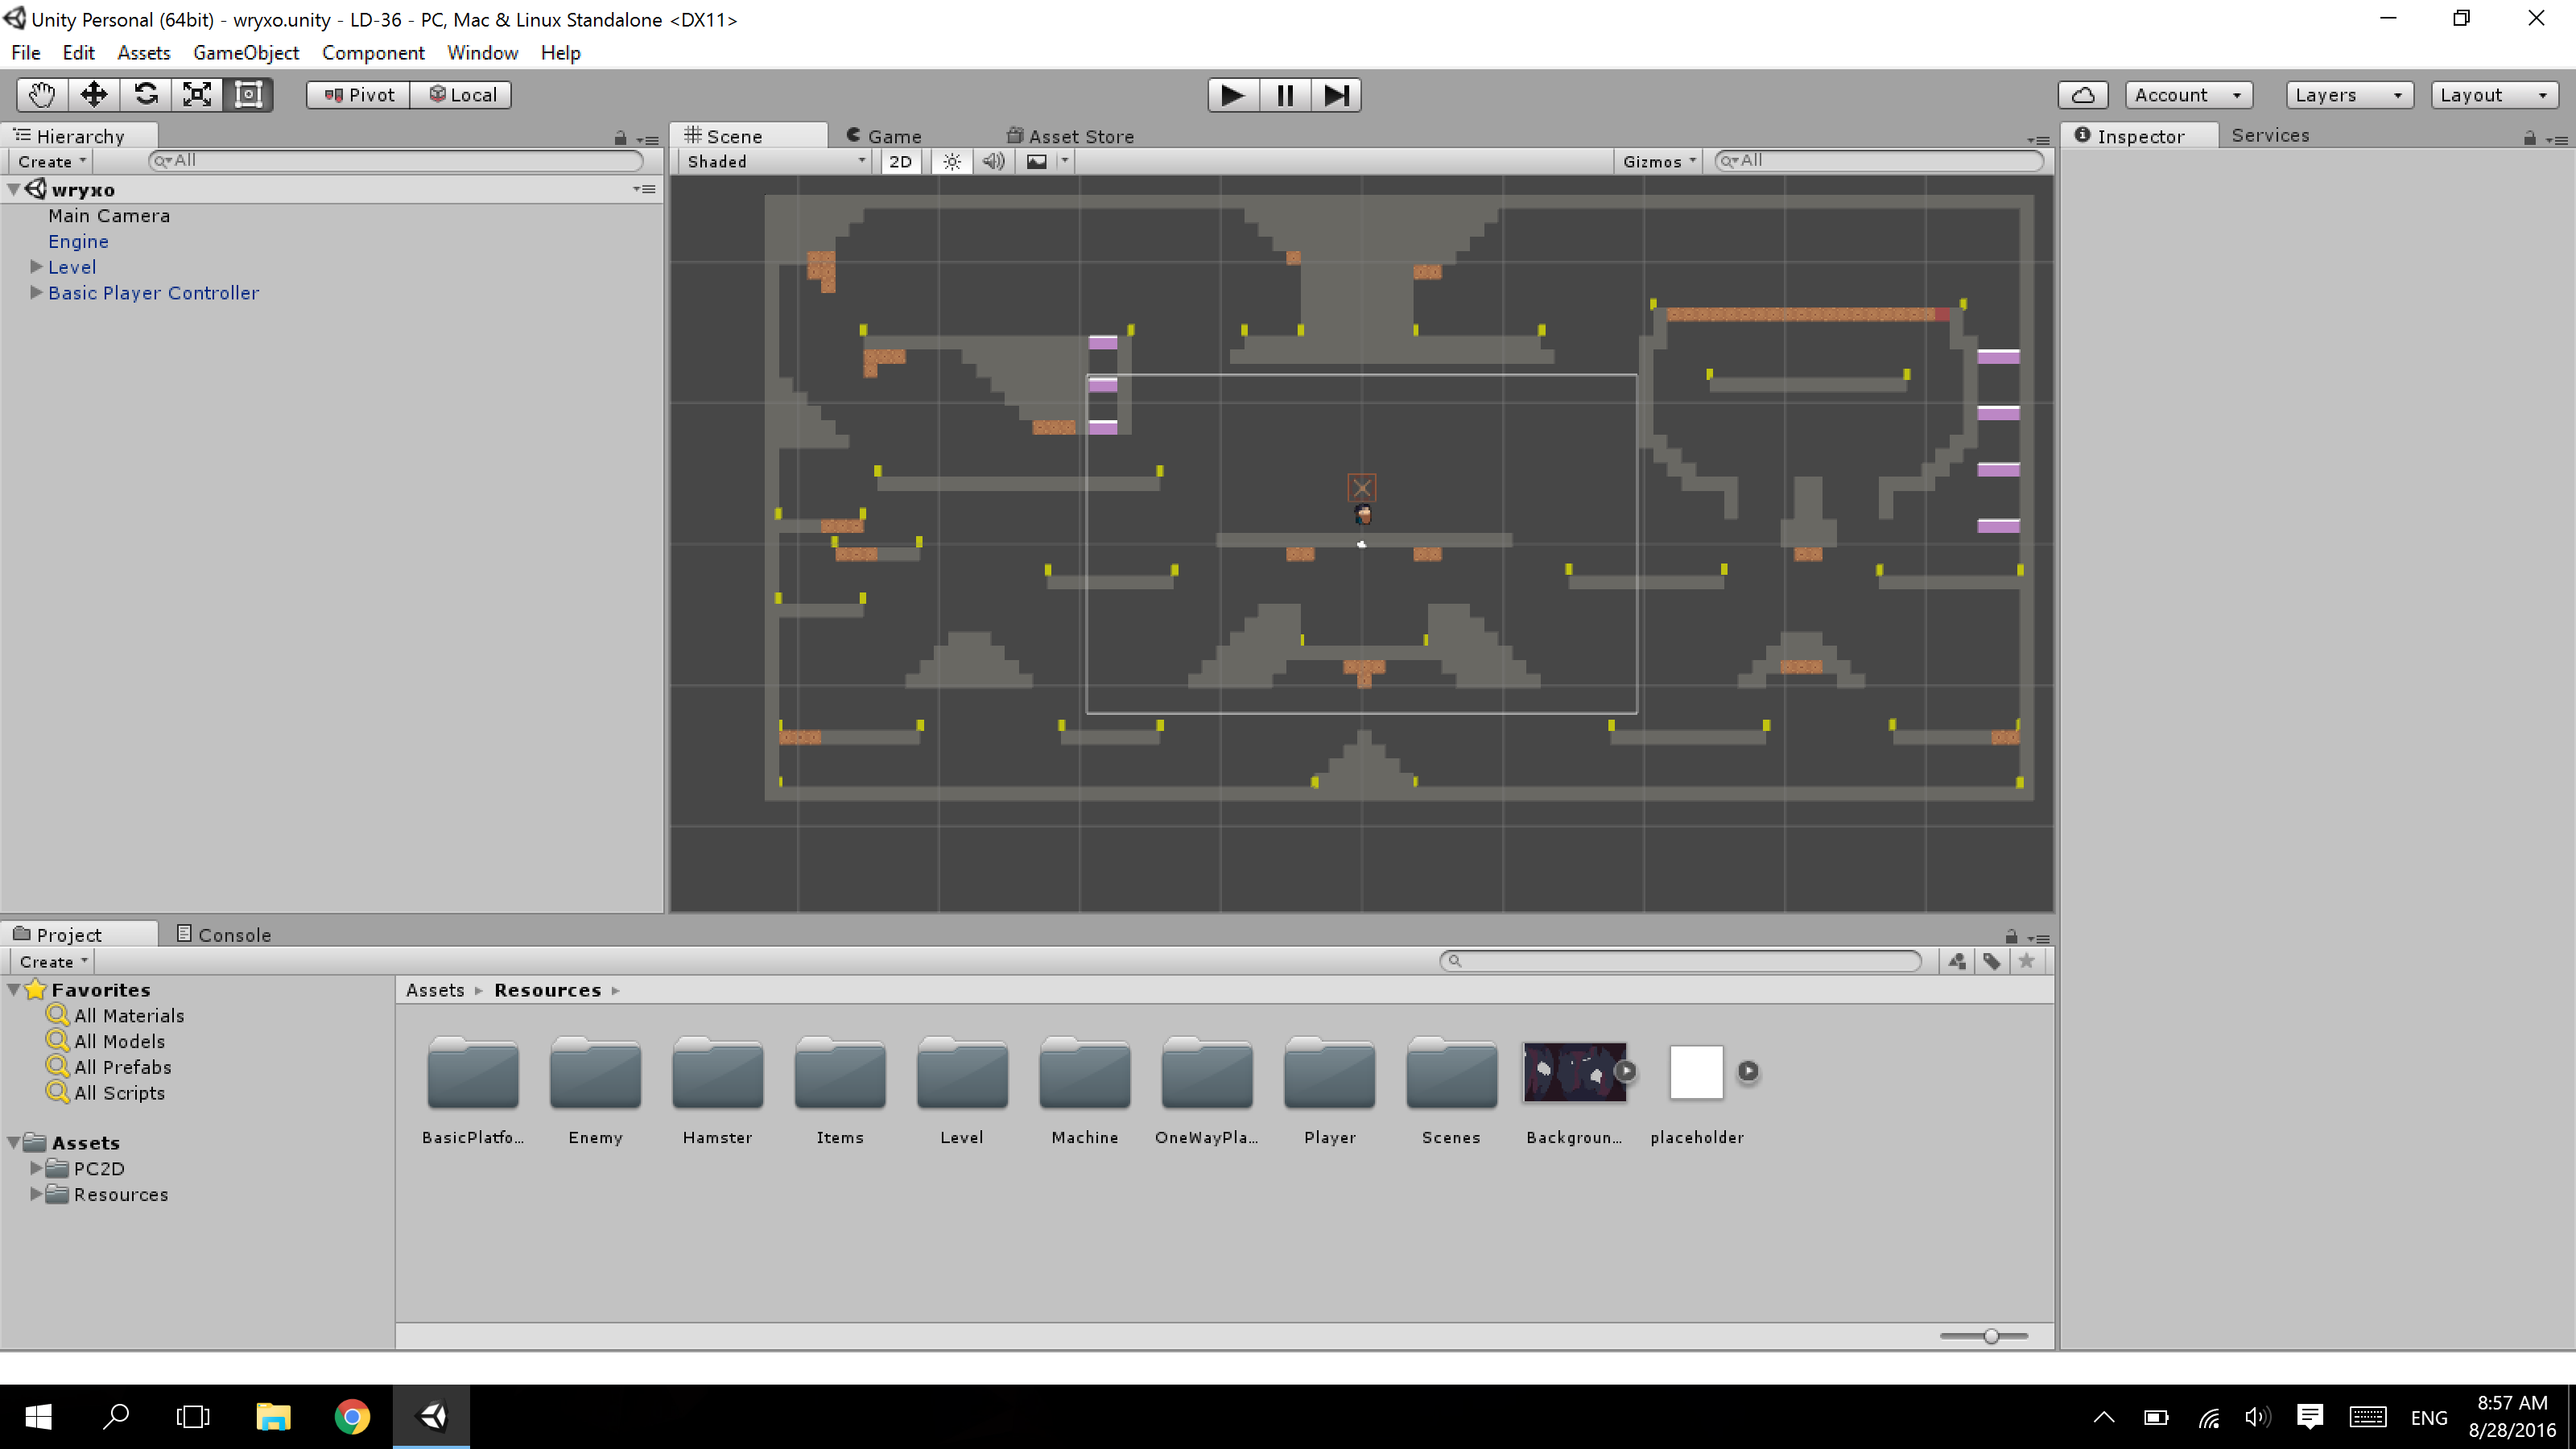 Unity Personal (64bit) - wryxo.unity - LD-36 - PC, Mac & Linux Standalone <DX11>
File Edit Assets GameObject Component Window Help
Pivot Local Account Layers Layout
Hierarchy
Create All
wryxo
Main Camera
Engine
Level
Basic Player Controller
Scene Game Asset Store
Shaded 2D Gizmos All
Inspector Services
Project Console
Create
Favorites
All Materials
All Models
All Prefabs
All Scripts
Assets
PC2D
Resources
Assets Resources
BasicPlatfo... Enemy Hamster Items Level Machine OneWayPla... Player Scenes Backgroun... placeholder
ENG
8:57 AM
8/28/2016